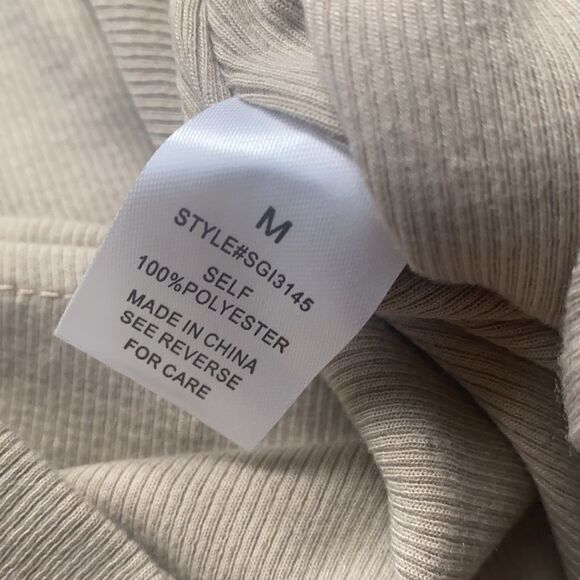 M
STYLE#SGI3145
SELF
100%POLYESTER
MADE IN CHINA
SEE REVERSE
FOR CARE